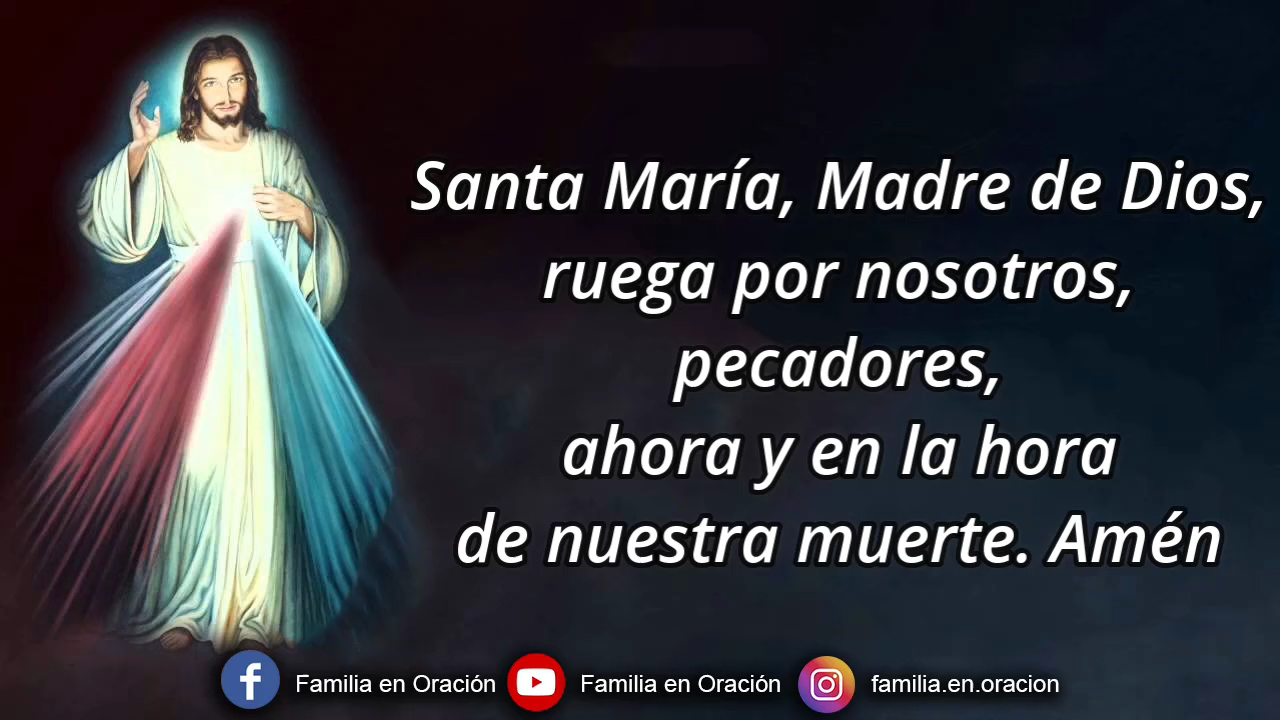 Santa María, Madre de Dios,
ruega por nosotros,
pecadores,
ahora y en la hora
de nuestra muerte. Amén
Familia en Oración
Familia en Oración
familia.en.oracion